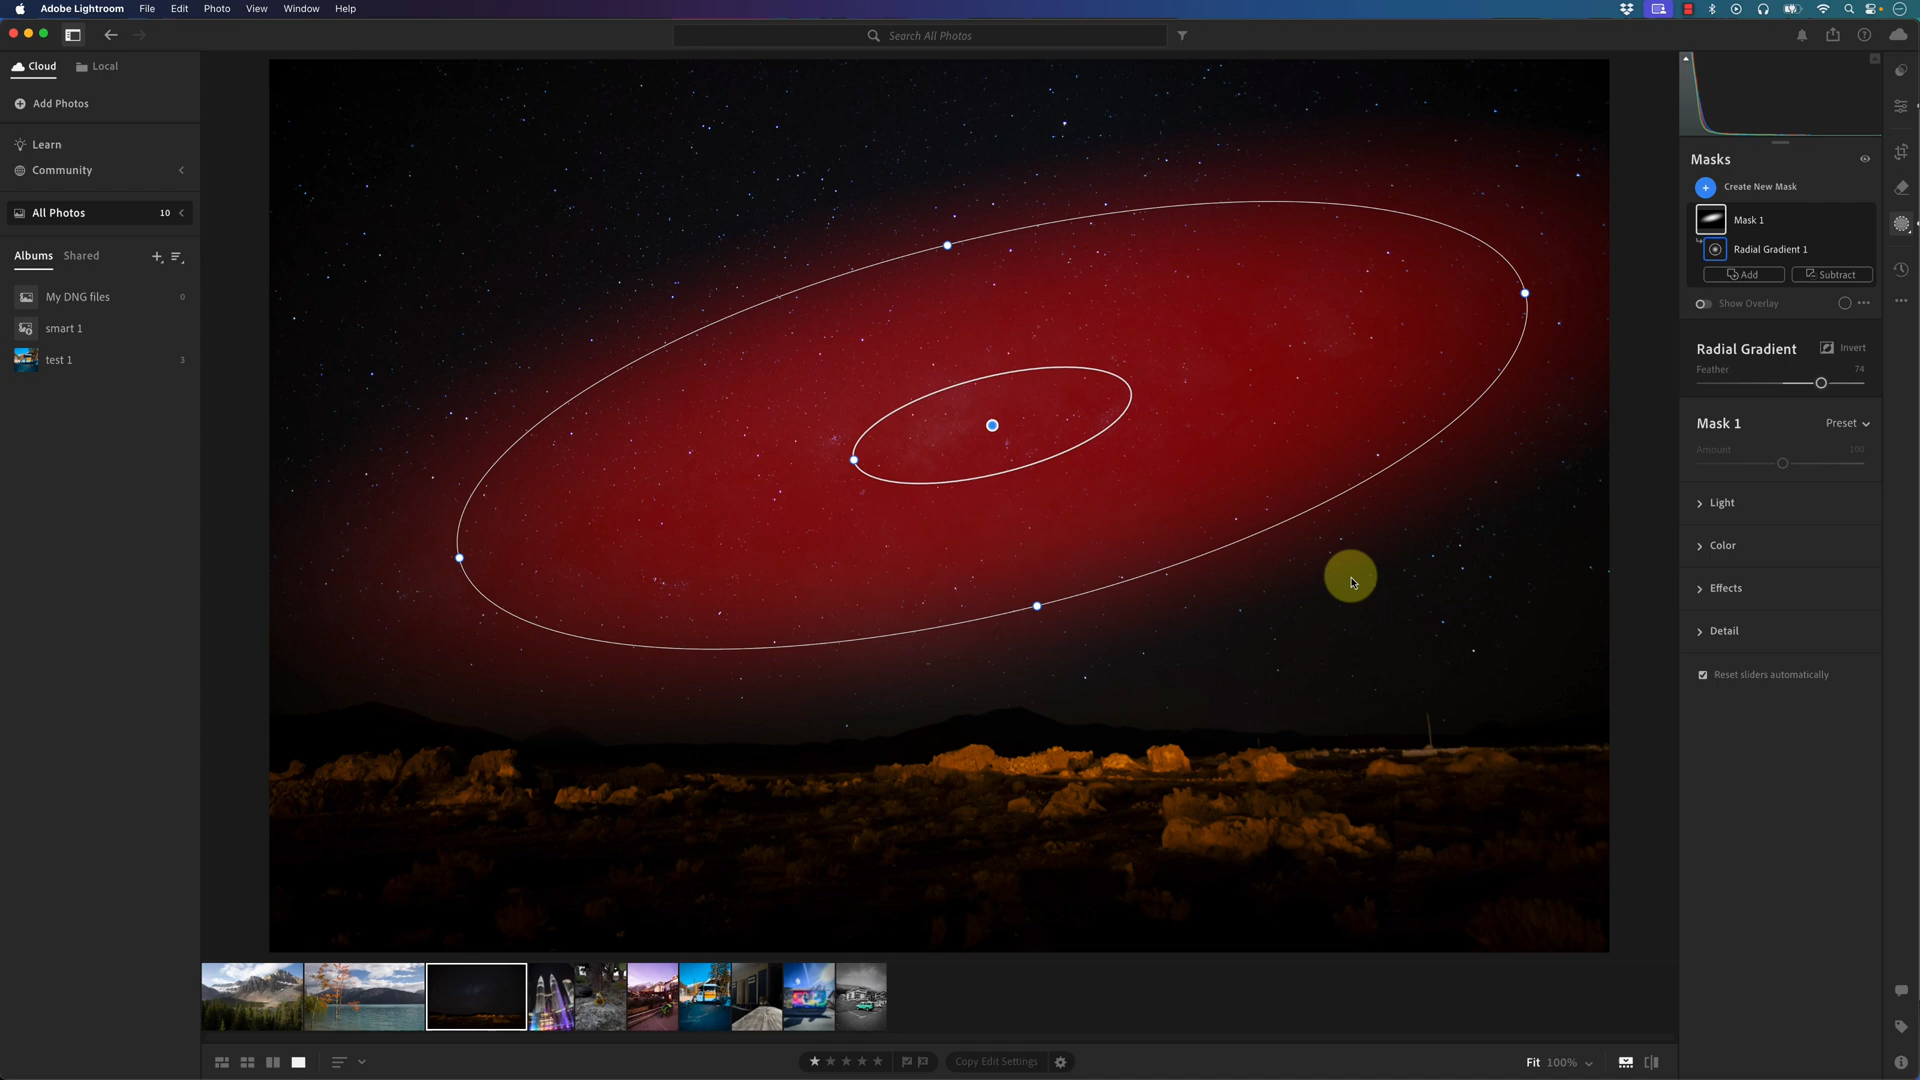 Adobe Lightroom File Edit Photo View Window Help
Search All Photos
Cloud Local
Add Photos
Learn
Community
All Photos 10
Albums Shared
My DNG files 0
smart 1
test 1 3
Masks
Create New Mask
Mask 1
Radial Gradient 1
Add Subtract
Show Overlay
Radial Gradient Invert
Feather 74
Mask 1 Preset
Amount 100
Light
Color
Effects
Detail
Reset sliders automatically
Copy Edit Settings
Fit 100%